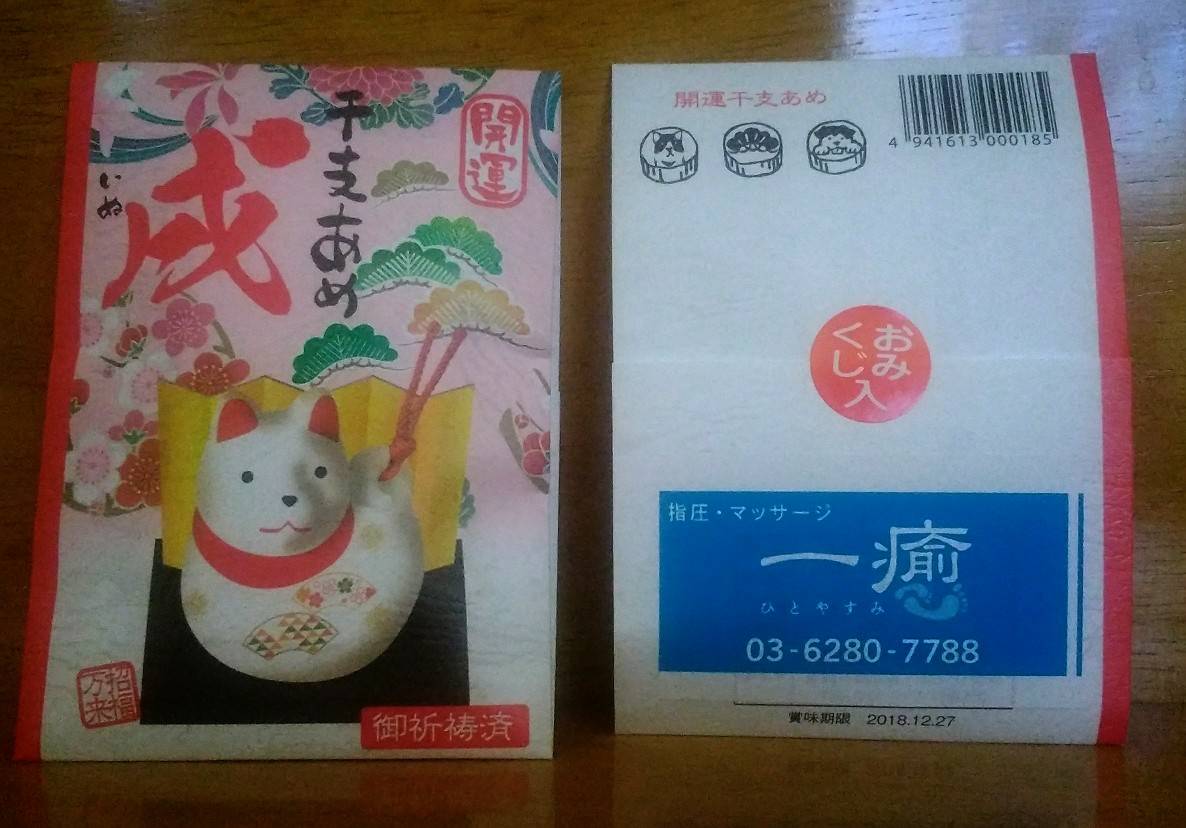 開運
干支あめ
戌
いぬ
招福
万来
御祈祷済
開運干支あめ
4 941613 000185
おみ
くじ
入
指圧・マッサージ
一癒
ひとやすみ
03-6280-7788
賞味期限 2018.12.27